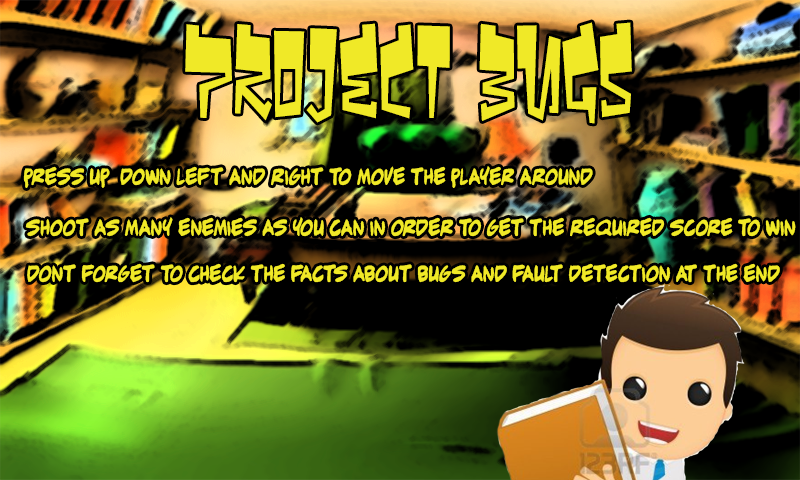 PROJECT BUGS
PRESS UP DOWN LEFT AND RIGHT TO MOVE THE PLAYER AROUND
SHOOT AS MANY ENEMIES AS YOU CAN IN ORDER TO GET THE REQUIRED SCORE TO WIN
DONT FORGET TO CHECK THE FACTS ABOUT BUGS AND FAULT DETECTION AT THE END
123RF